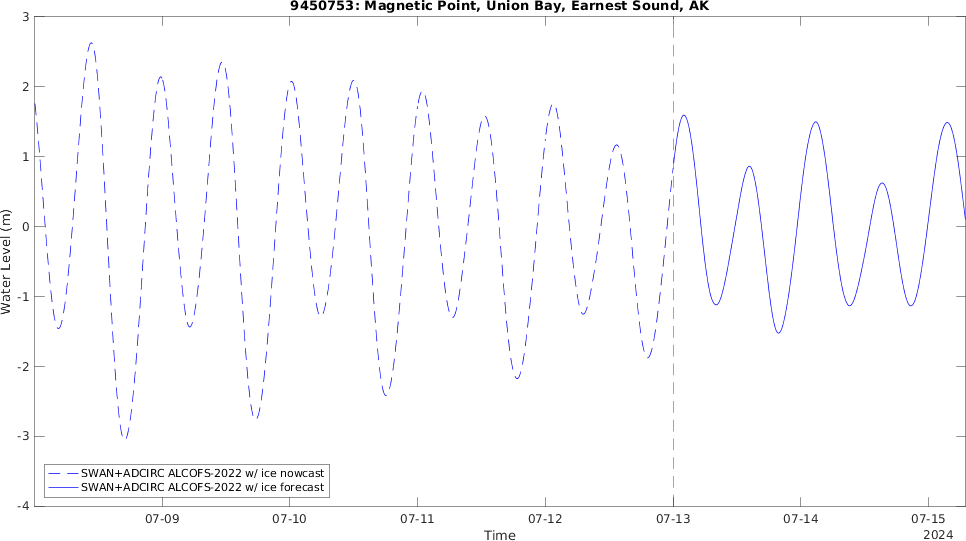 9450753: Magnetic Point, Union Bay, Earnest Sound, AK
3
2
1
0
-1
-2
-3
-4
Water Level (m)
SWAN+ADCIRC ALCOFS-2022 w/ ice nowcast
SWAN+ADCIRC ALCOFS-2022 w/ ice forecast
07-09 07-10 07-11 07-12 07-13 07-14 07-15
Time
2024